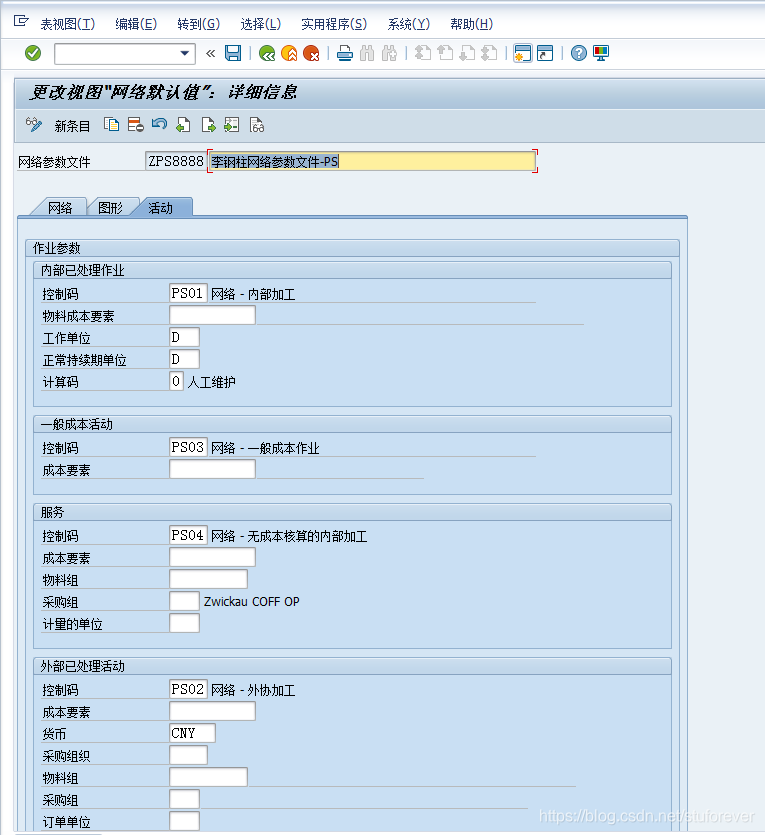 表视图(T) 编辑(E) 转到(G) 选择(L) 实用程序(S) 系统(Y) 帮助(H)
更改视图"网络默认值": 详细信息
新条目
网络参数文件 ZPS8888 李钢柱网络参数文件-PS
网络 图形 活动
作业参数
内部已处理作业
控制码 PS01 网络 - 内部加工
物料成本要素
工作单位 D
正常持续期单位 D
计算码 0 人工维护
一般成本活动
控制码 PS03 网络 - 一般成本作业
成本要素
服务
控制码 PS04 网络 - 无成本核算的内部加工
成本要素
物料组
采购组 Zwickau COFF OP
计量的单位
外部已处理活动
控制码 PS02 网络 - 外协加工
成本要素
货币 CNY
采购组织
物料组
采购组
订单单位
https://blog.csdn.net/stuforever